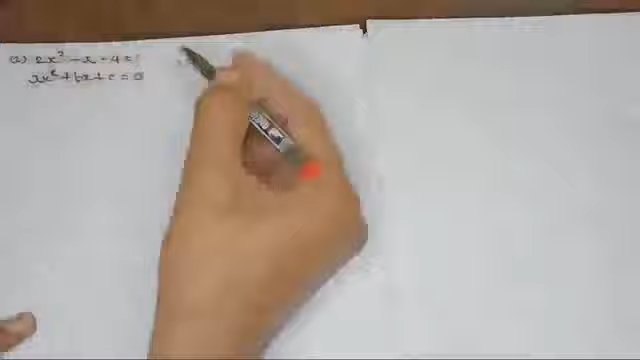 (a) 2x² - x - 4 =
ax² + bx + c = 0